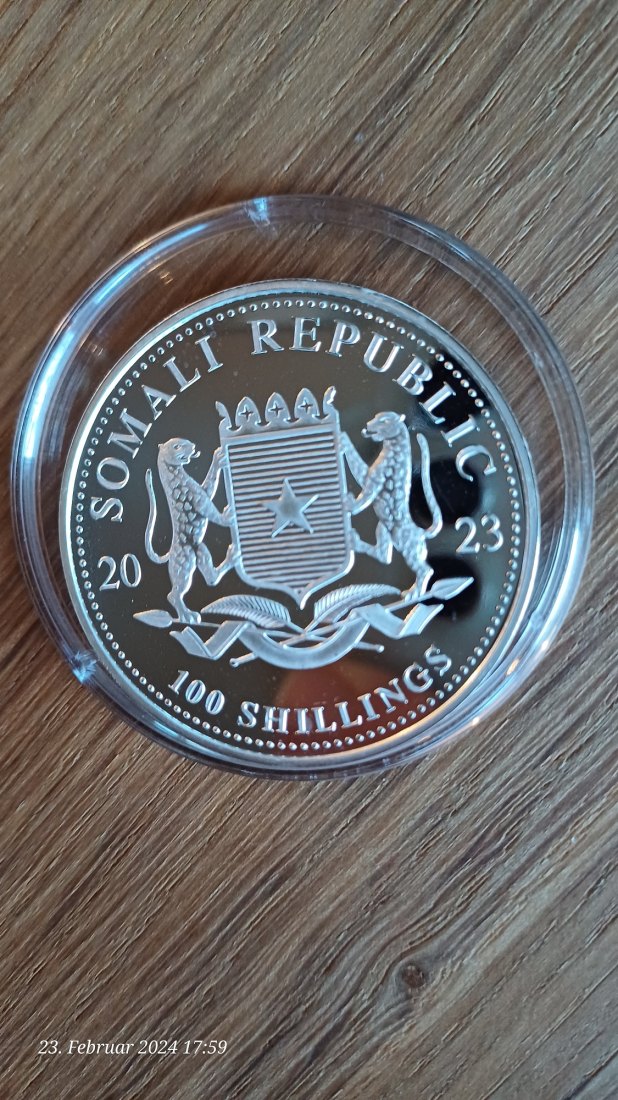 SOMALI REPUBLIC
20 23
100 SHILLINGS
23. Februar 2024 17:59